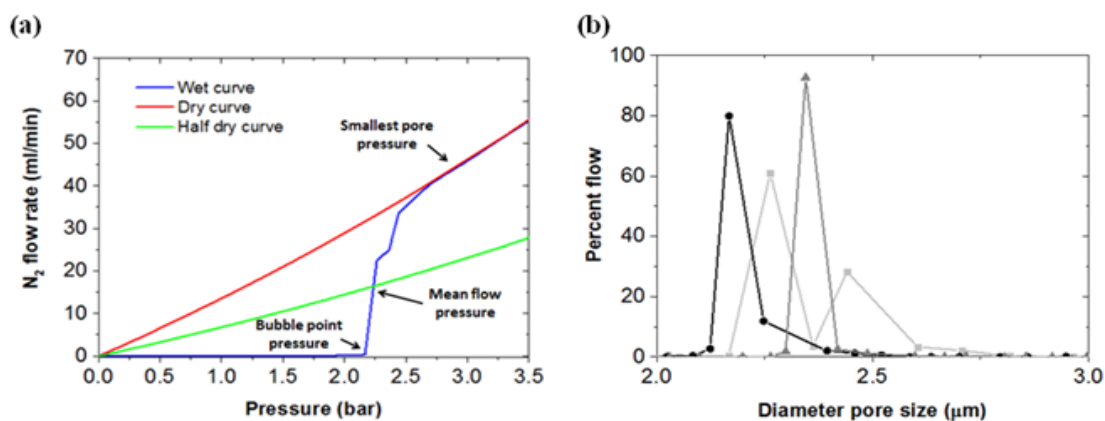 (a)
70
60
50
40
30
20
10
0
N2 flow rate (ml/min)
Wet curve
Dry curve
Half dry curve
Smallest pore
pressure
Mean flow
pressure
Bubble point
pressure
0.0 0.5 1.0 1.5 2.0 2.5 3.0 3.5
Pressure (bar)
(b)
100
80
60
40
20
0
Percent flow
2.0 2.5 3.0
Diameter pore size (μm)